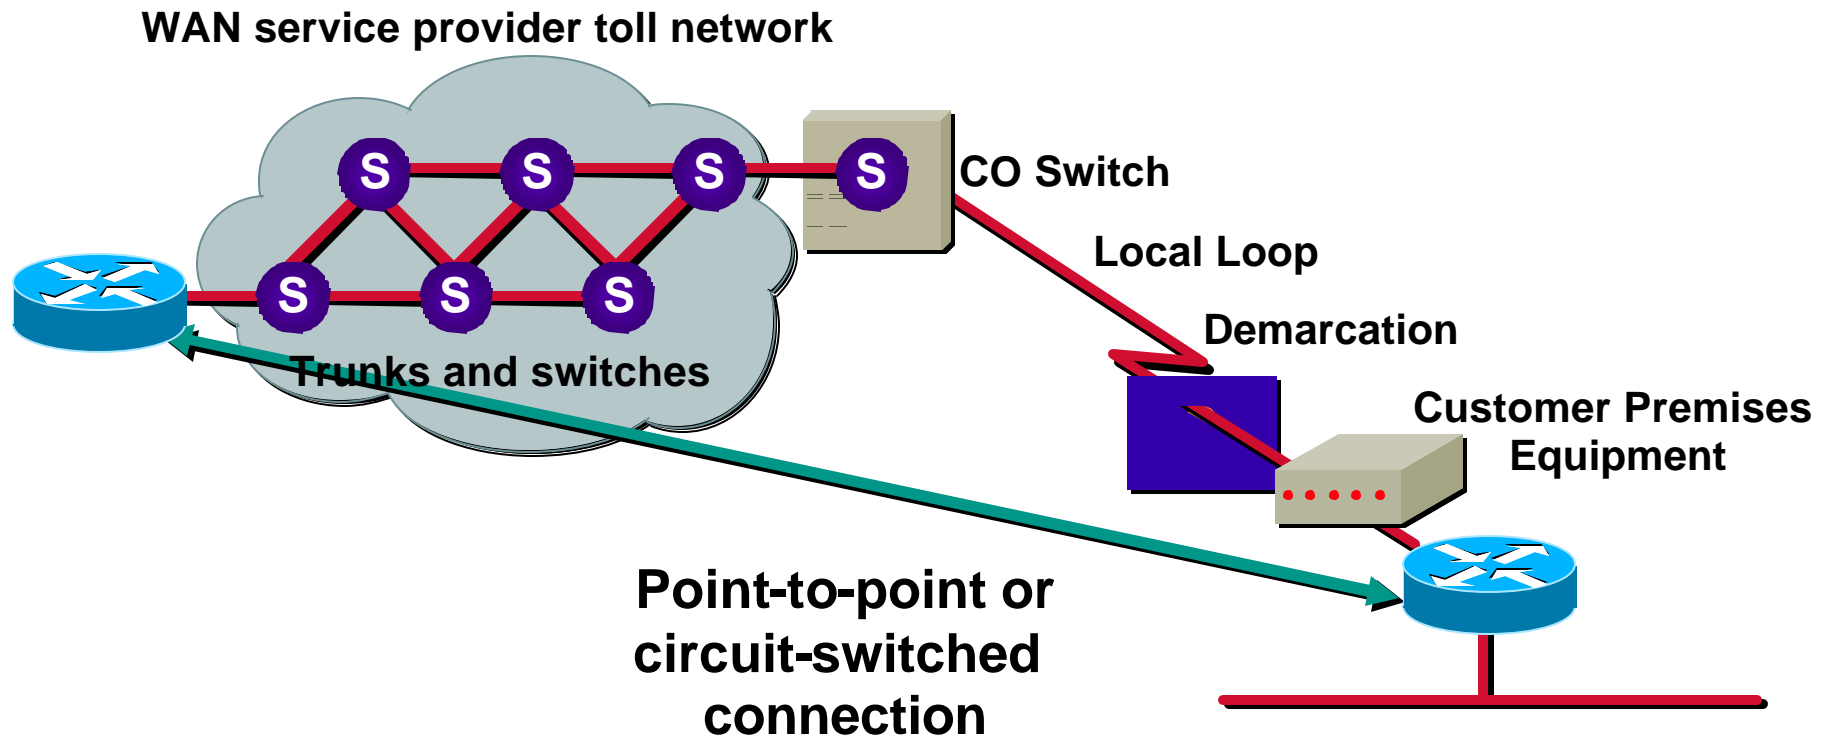 WAN service provider toll network
S
S
S
S
CO Switch
Local Loop
S
S
S
Demarcation
Trunks and switches
Customer Premises
Equipment
Point-to-point or
circuit-switched
connection